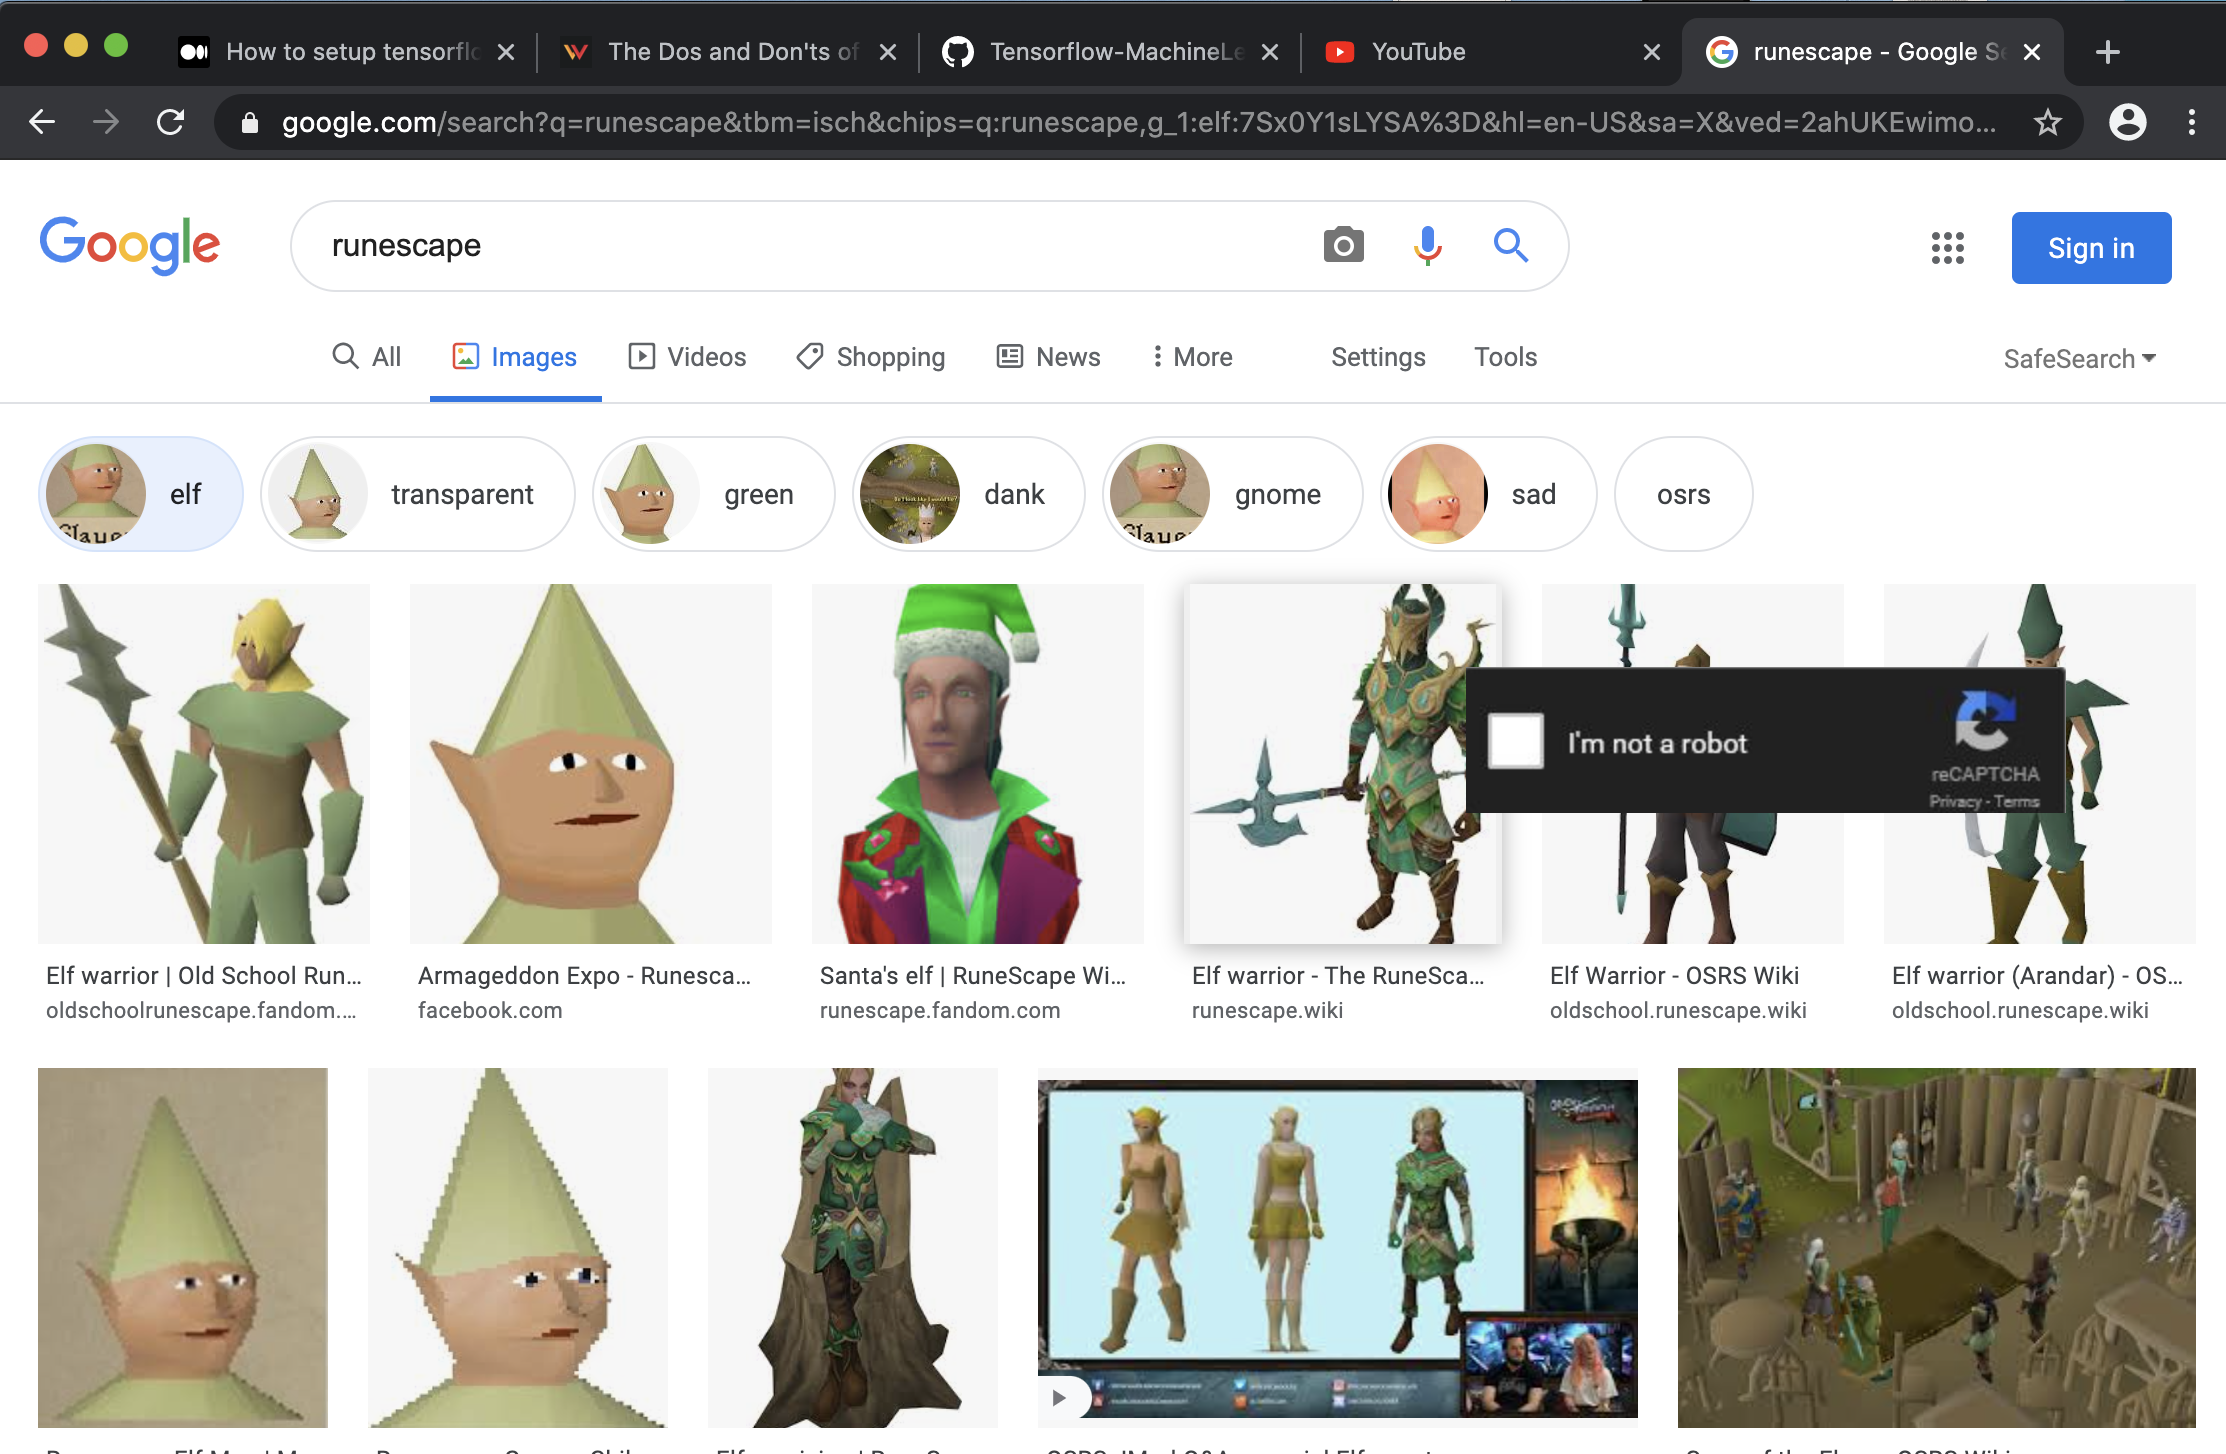 How to setup tensorflo
The Dos and Don'ts of
Tensorflow-MachineLe
YouTube
runescape - Google Se
google.com/search?q=runescape&tbm=isch&chips=q:runescape,g_1:elf:7Sx0Y1sLYSA%3D&hl=en-US&sa=X&ved=2ahUKEwimo...
Google
runescape
Sign in
All
Images
Videos
Shopping
News
More
Settings
Tools
SafeSearch
elf
transparent
green
dank
gnome
sad
osrs
I'm not a robot
reCAPTCHA
Privacy - Terms
Elf warrior | Old School Run...
oldschoolrunescape.fandom....
Armageddon Expo - Runesca...
facebook.com
Santa's elf | RuneScape Wi...
runescape.fandom.com
Elf warrior - The RuneSca...
runescape.wiki
Elf Warrior - OSRS Wiki
oldschool.runescape.wiki
Elf warrior (Arandar) - OS...
oldschool.runescape.wiki